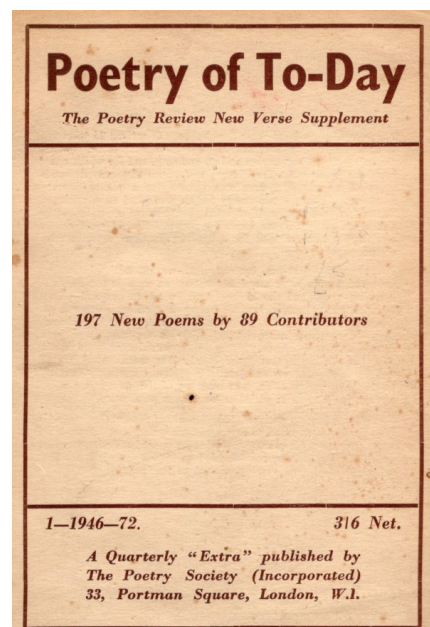 Poetry of To-Day
The Poetry Review New Verse Supplement
197 New Poems by 89 Contributors
1—1946—72.
3|6 Net.
A Quarterly "Extra" published by
The Poetry Society (Incorporated)
33, Portman Square, London, W.1.